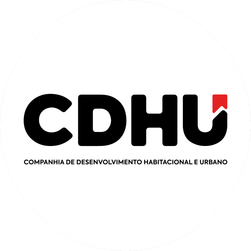 CDHU
COMPANHIA DE DESENVOLVIMENTO HABITACIONAL E URBANO